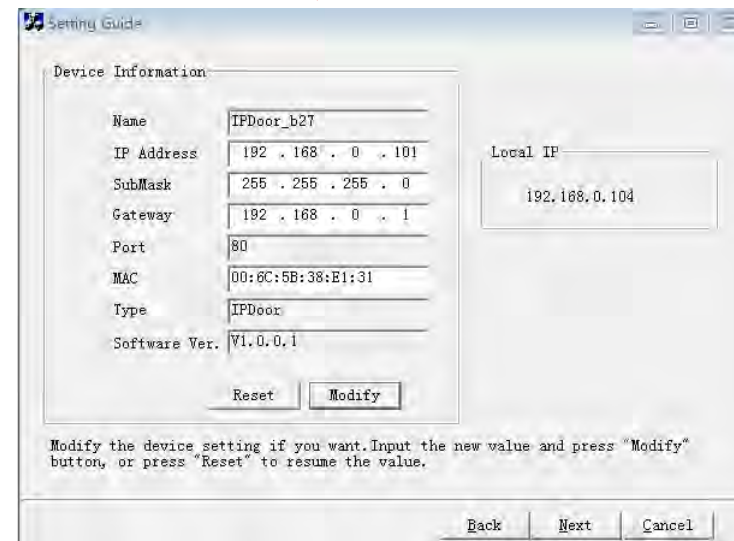 Setting Guide
Device Information
Name IPDoor_b27
IP Address 192 . 168 . 0 . 101
SubMask 255 . 255 . 255 . 0
Gateway 192 . 168 . 0 . 1
Port 80
MAC 00:6C:5B:38:E1:31
Type IPDoor
Software Ver. V1.0.0.1
Reset Modify
Local IP
192.168.0.104
Modify the device setting if you want.Input the new value and press "Modify"
button, or press "Reset" to resume the value.
Back Next Cancel